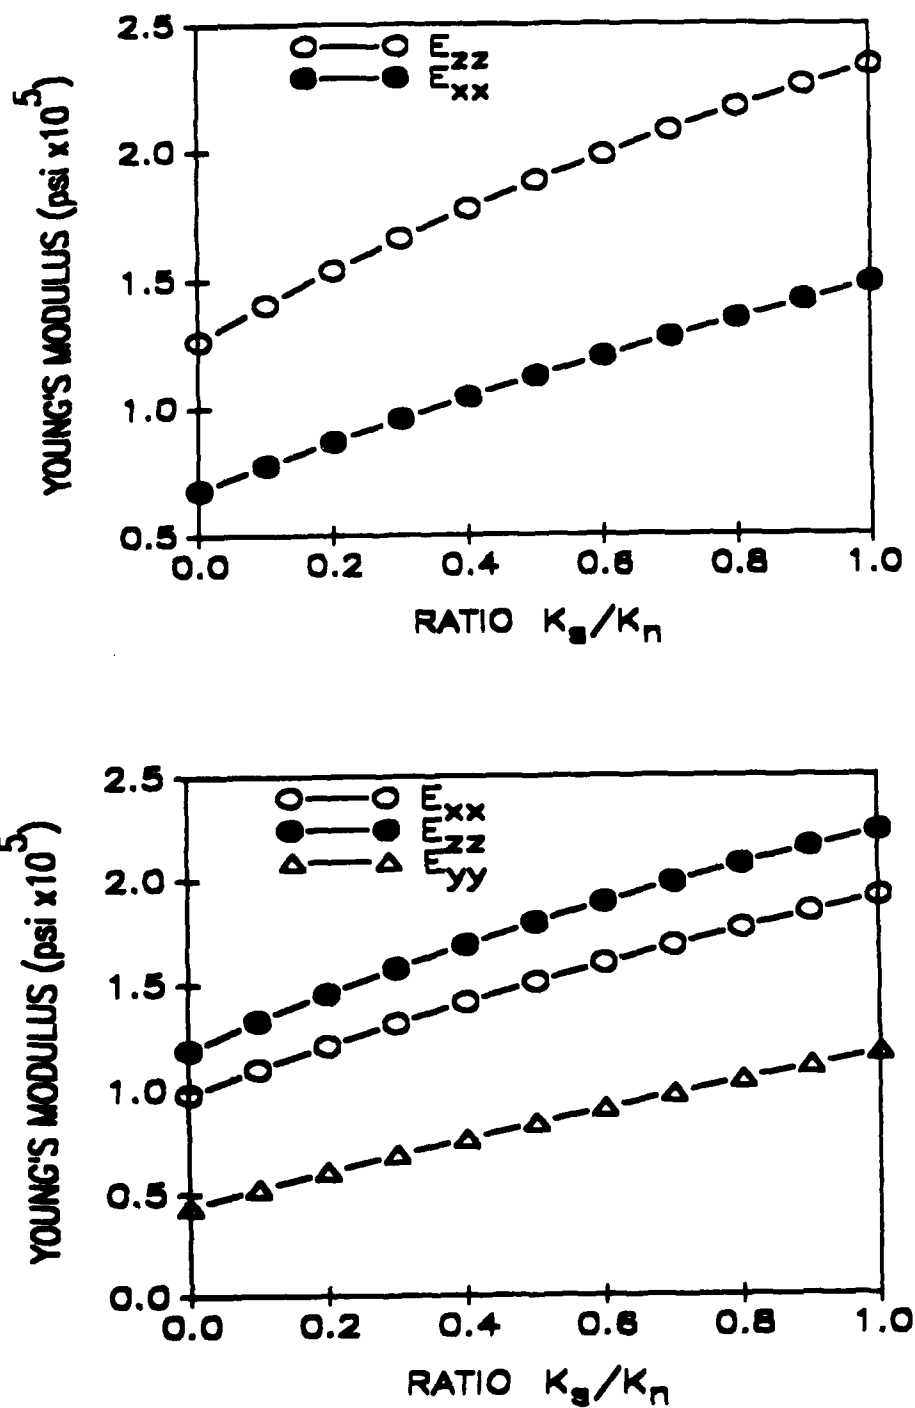 2.5
E_zz
E_xx
2.0
1.5
1.0
0.5
YOUNG'S MODULUS (psi x10^5)
0.0 0.2 0.4 0.6 0.8 1.0
RATIO K_s/K_n
2.5
E_xx
E_zz
E_yy
2.0
1.5
1.0
0.5
0.0
YOUNG'S MODULUS (psi x10^5)
0.0 0.2 0.4 0.6 0.8 1.0
RATIO K_s/K_n